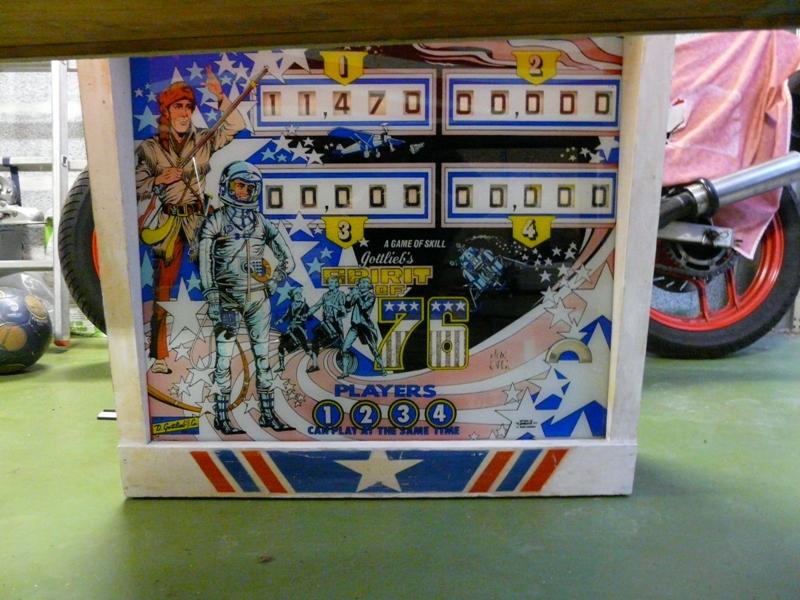 1
2
11,470
00,000
00,000
00,000
3
4
A GAME OF SKILL
Gottlieb's
SPIRIT
OF
76
PLAYERS
1 2 3 4
CAN PLAY AT THE SAME TIME
D. Gottlieb & Co.